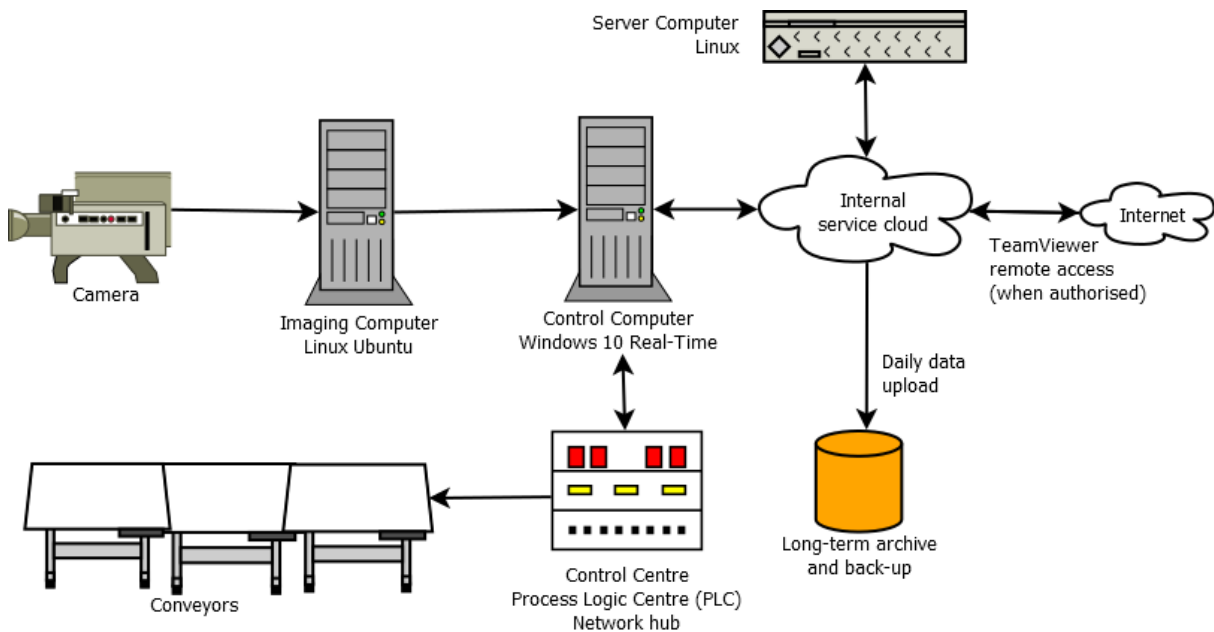 Server Computer
Linux
Camera
Imaging Computer
Linux Ubuntu
Control Computer
Windows 10 Real-Time
Internal
service cloud
Internet
TeamViewer
remote access
(when authorised)
Daily data
upload
Conveyors
Control Centre
Process Logic Centre (PLC)
Network hub
Long-term archive
and back-up